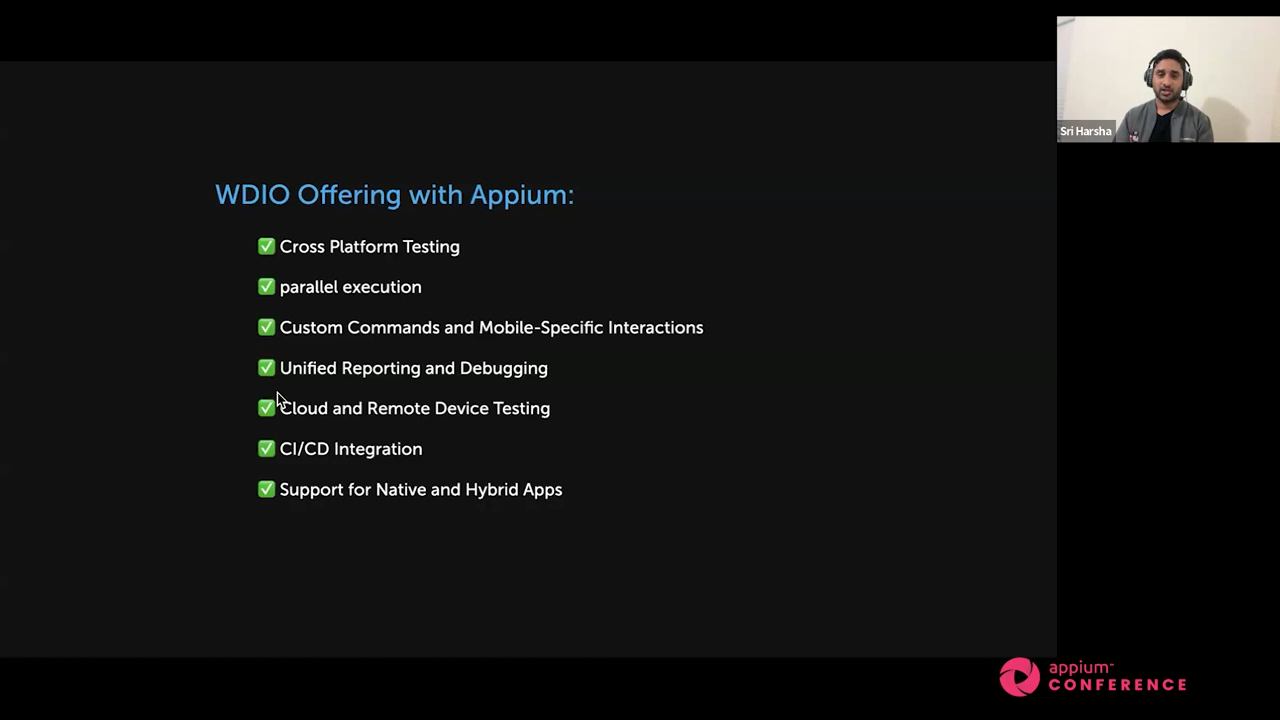 Sri Harsha
WDIO Offering with Appium:
✅ Cross Platform Testing
✅ parallel execution
✅ Custom Commands and Mobile-Specific Interactions
✅ Unified Reporting and Debugging
✅ Cloud and Remote Device Testing
✅ CI/CD Integration
✅ Support for Native and Hybrid Apps
appium™
CONFERENCE